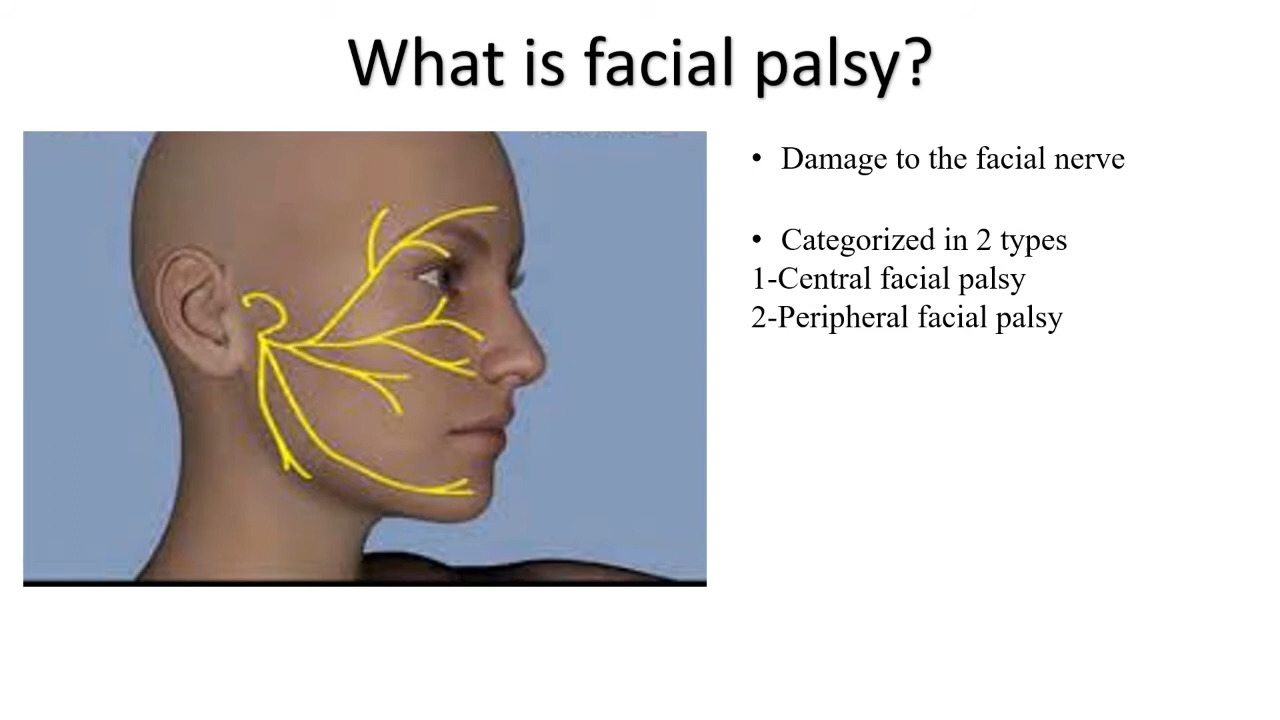 What is facial palsy?
• Damage to the facial nerve
• Categorized in 2 types
1-Central facial palsy
2-Peripheral facial palsy